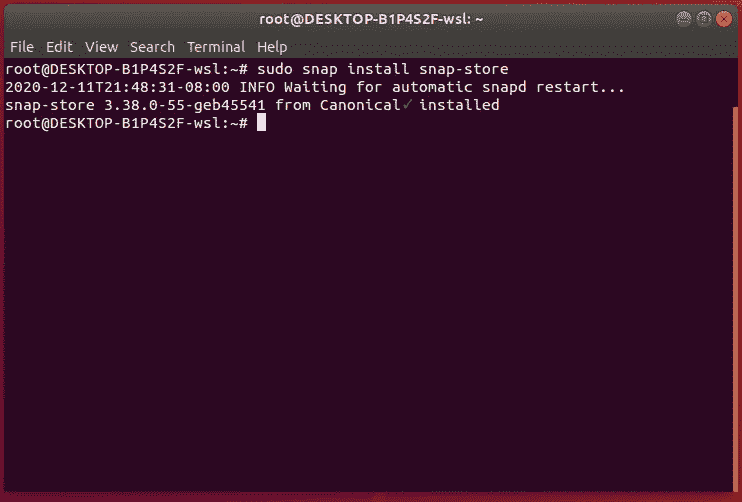 root@DESKTOP-B1P4S2F-wsl: ~
File Edit View Search Terminal Help
root@DESKTOP-B1P4S2F-wsl:~# sudo snap install snap-store
2020-12-11T21:48:31-08:00 INFO Waiting for automatic snapd restart...
snap-store 3.38.0-55-geb45541 from Canonical✓ installed
root@DESKTOP-B1P4S2F-wsl:~#